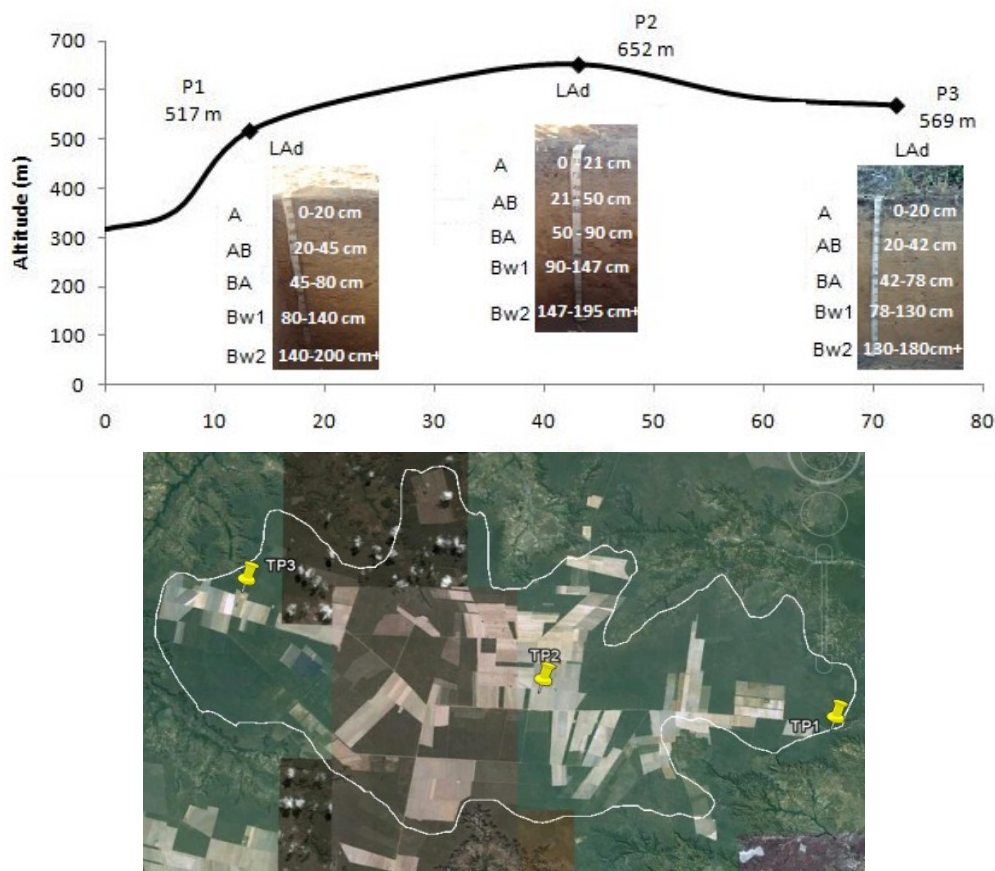 700
600
500
400
300
200
100
0
Altitude (m)
0 10 20 30 40 50 60 70 80
P1
517 m
LAd
A 0-20 cm
AB 20-45 cm
BA 45-80 cm
Bw1 80-140 cm
Bw2 140-200 cm+
P2
652 m
LAd
A 0 - 21 cm
AB 21 - 50 cm
BA 50 - 90 cm
Bw1 90-147 cm
Bw2 147-195 cm+
P3
569 m
LAd
A 0-20 cm
AB 20-42 cm
BA 42-78 cm
Bw1 78-130 cm
Bw2 130-180cm+
TP3
TP2
TP1